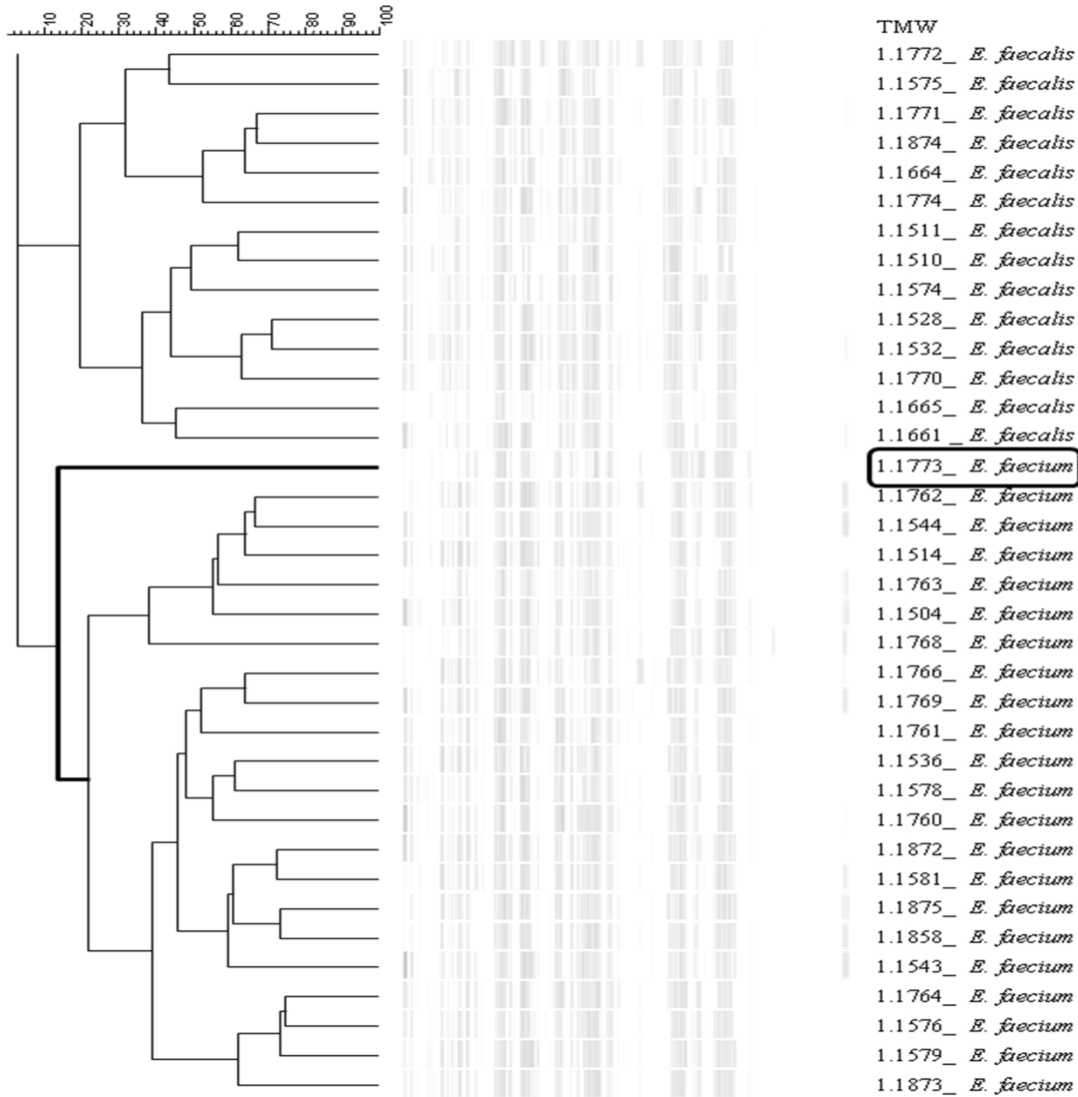 10 20 30 40 50 60 70 80 90 100
TMW
1.1772_ E. faecalis
1.1575_ E. faecalis
1.1771_ E. faecalis
1.1874_ E. faecalis
1.1664_ E. faecalis
1.1774_ E. faecalis
1.1511_ E. faecalis
1.1510_ E. faecalis
1.1574_ E. faecalis
1.1528_ E. faecalis
1.1532_ E. faecalis
1.1770_ E. faecalis
1.1665_ E. faecalis
1.1661 _ E. faecalis
1.1773_ E. faecium
1.1762_ E. faecium
1.1544_ E. faecium
1.1514_ E. faecium
1.1763_ E. faecium
1.1504_ E. faecium
1.1768_ E. faecium
1.1766_ E. faecium
1.1769_ E. faecium
1.1761_ E. faecium
1.1536_ E. faecium
1.1578_ E. faecium
1.1760_ E. faecium
1.1872_ E. faecium
1.1581_ E. faecium
1.1875_ E. faecium
1.1858_ E. faecium
1.1543_ E. faecium
1.1764_ E. faecium
1.1576_ E. faecium
1.1579_ E. faecium
1.1873_ E. faecium